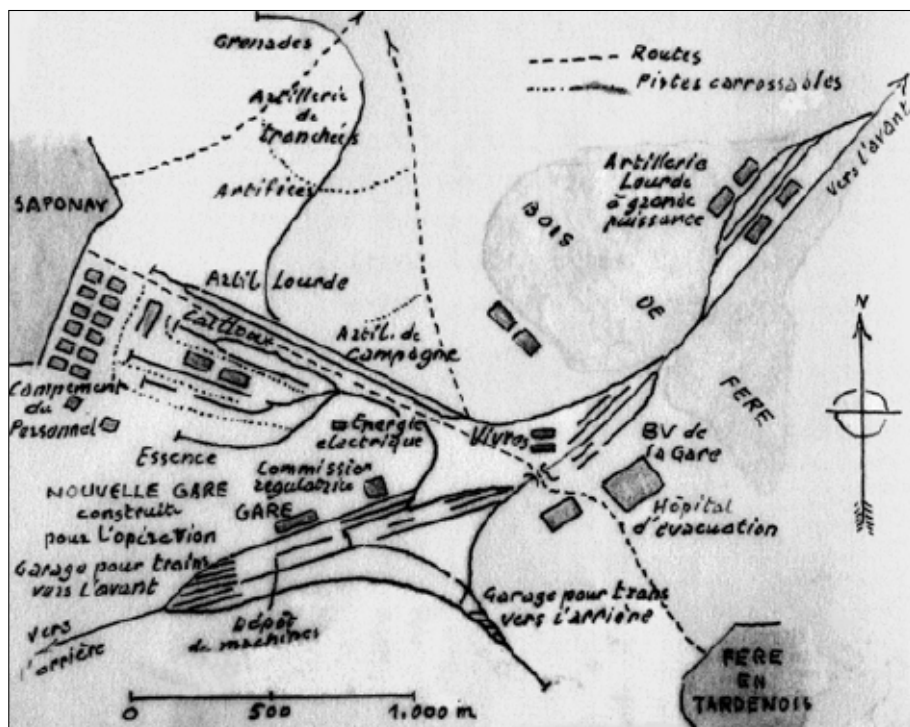 Grenades
Routes
Pistes carrossables
Artillerie
de
tranchées
Artifices
SAPONAY
Artillerie
Lourde
à grande
puissance
vers l'avant
BOIS
DE
FERE
N
Artil. Lourde
Artil. de
Campagne
Campement
du
Personnel
Essence
Energie
electrique
Vivres
BV de
la Gare
Commission
regulatrice
GARE
Hôpital
d'évacuation
NOUVELLE GARE
construite
pour l'opération
Garage pour trains
vers l'avant
Garage pour trains
vers l'arrière
vers
l'arrière
Dépôt
de machines
FERE
EN
TARDENOIS
0 500 1.000 m